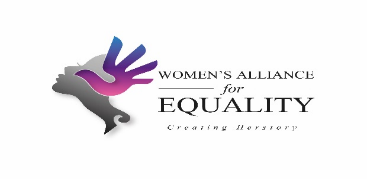 WOMEN'S ALLIANCE
for
EQUALITY
Creating Herstory